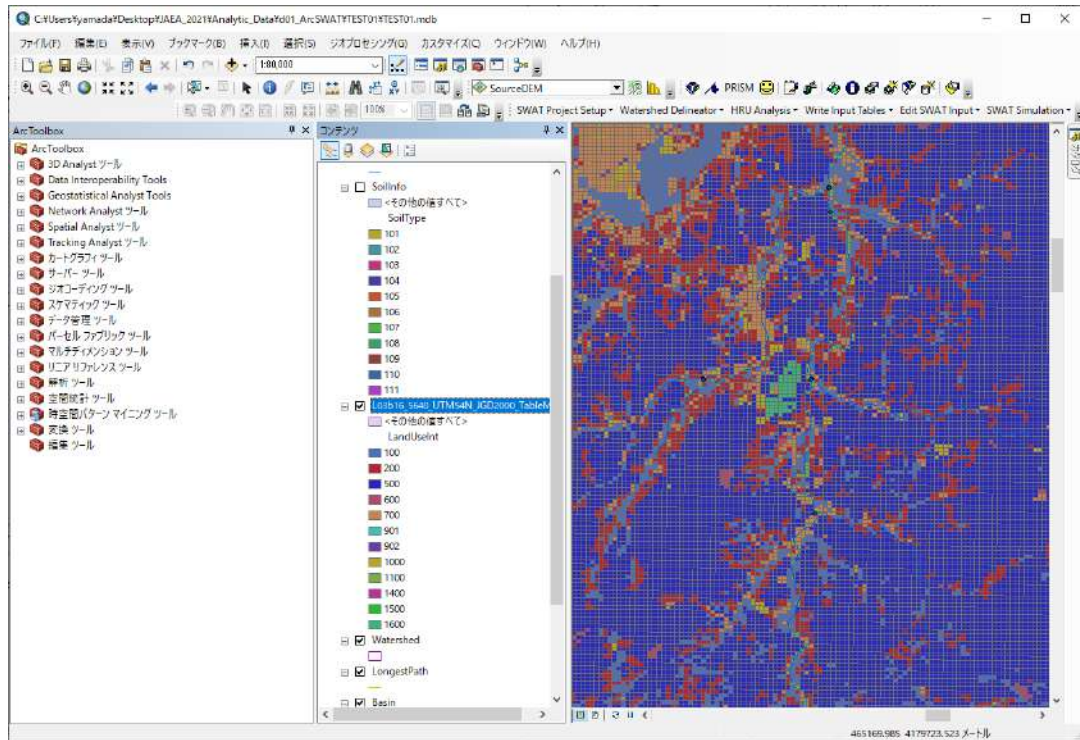 C:¥Users¥yamada¥Desktop¥JAEA_2021¥Analytic_Data¥d01_ArcSWAT¥TEST01¥TEST01.mdb
ファイル(F) 編集(E) 表示(V) ブックマーク(B) 挿入(I) 選択(S) ジオプロセシング(G) カスタマイズ(C) ウィンドウ(W) ヘルプ(H)
1:80,000
SourceDEM PRISM
100% SWAT Project Setup Watershed Delineator HRU Analysis Write Input Tables Edit SWAT Input SWAT Simulation
ArcToolbox
ArcToolbox
3D Analyst ツール
Data Interoperability Tools
Geostatistical Analyst Tools
Network Analyst ツール
Spatial Analyst ツール
Tracking Analyst ツール
カートグラフィ ツール
サーバー ツール
ジオコーディング ツール
スケマティック ツール
データ管理 ツール
パーセル ファブリック ツール
マルチディメンション ツール
リニア リファレンス ツール
解析 ツール
空間統計 ツール
時空間パターン マイニング ツール
変換 ツール
編集 ツール
コンテンツ
SoilInfo
<その他の値すべて>
SoilType
101
102
103
104
105
106
107
108
109
110
111
L03b16_5640_UTM54N_JGD2000_TableM
<その他の値すべて>
LandUseInt
100
200
500
600
700
901
902
1000
1100
1400
1500
1600
Watershed
LongestPath
Basin
カタログ
465169.985 4179723.523 メートル